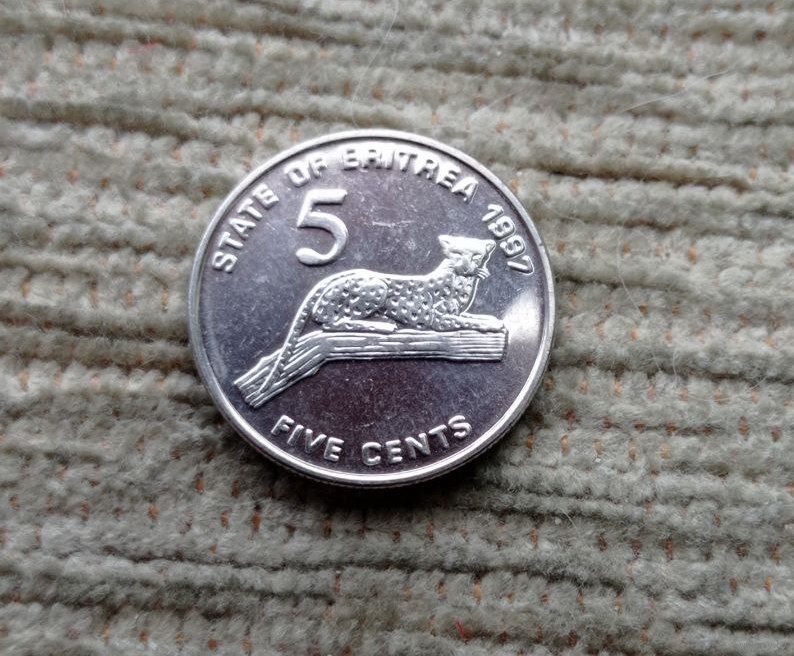 STATE OF ERITREA 1997
5
FIVE CENTS